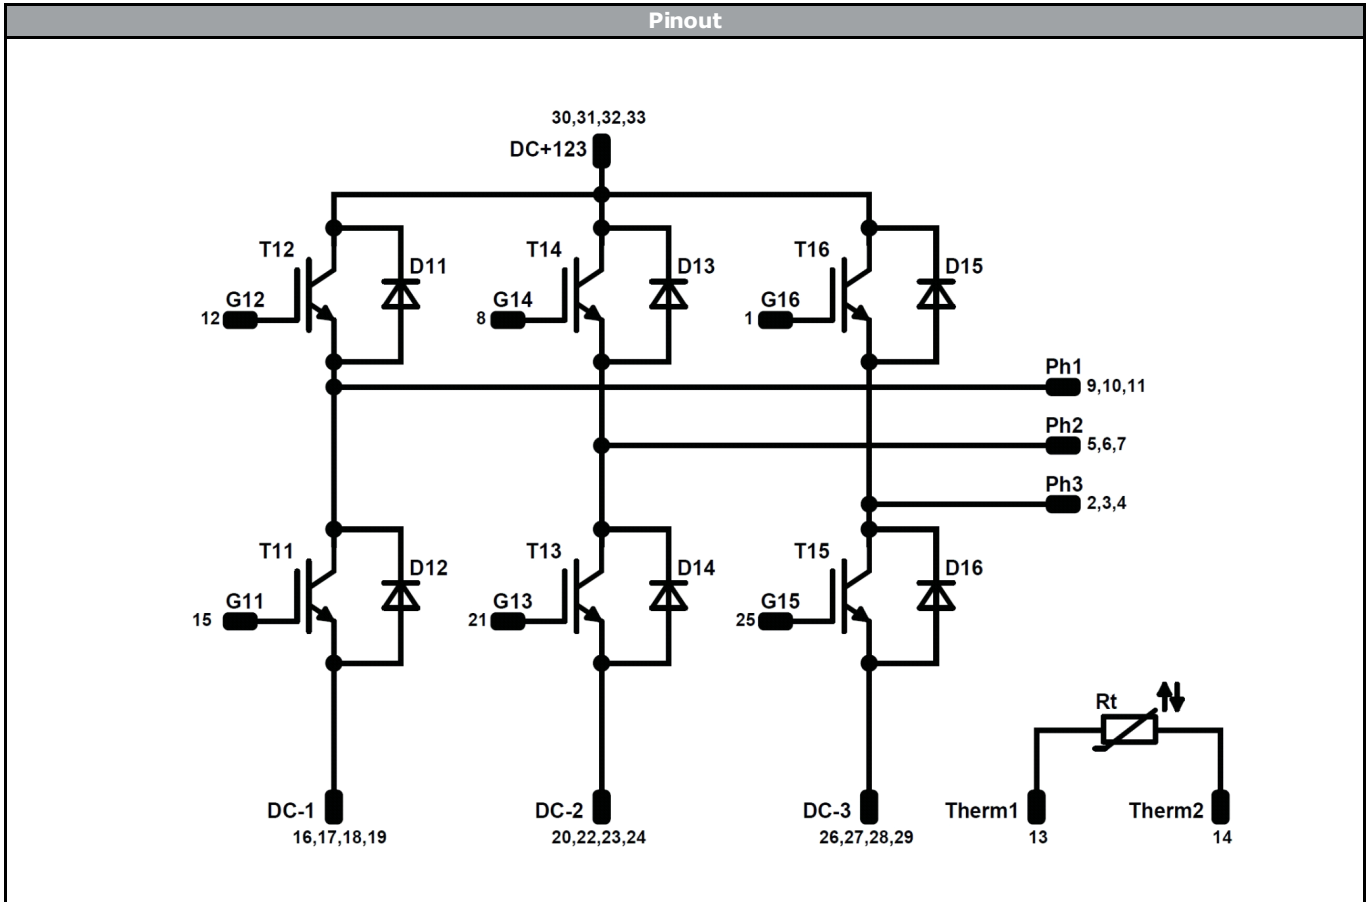 Pinout
30,31,32,33
DC+123
T12
D11
G12
12
T14
D13
G14
8
T16
D15
G16
1
Ph1
9,10,11
Ph2
5,6,7
Ph3
2,3,4
T11
D12
G11
15
T13
D14
G13
21
T15
D16
G15
25
Rt
DC-1
16,17,18,19
DC-2
20,22,23,24
DC-3
26,27,28,29
Therm1
13
Therm2
14